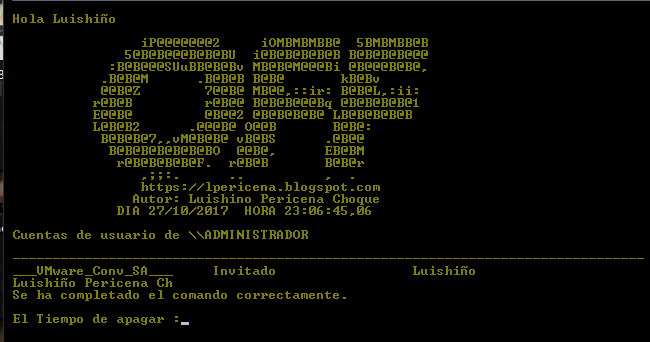 Hola Luishiño
iP@@@@@@@2     iOMBMBMBB@  5BMBMBB@B
5@B@B@@@B@B@BU  i@B@B@B@B@B B@B@B@B@@@
:B@B@@@SUuBB@B@Bv MB@B@M@@@Bi @B@@@B@B@,
.B@B@M      .B@B@B B@B@       kB@Bv
@@B@Z        7@@B@ MB@@,::ir: B@B@L,:ii:
r@B@B         r@B@@ B@B@B@@@Bq @B@B@B@B@1
E@@B@         @B@@2 @B@B@B@B@ LB@B@B@B@B
L@B@B2      .@@@B@ O@@B       B@B@:
B@B@B@7,,vM@B@B@ vB@BS      .@B@@
B@B@B@B@B@B@BO  @@B@,      EB@BM
r@B@B@B@B@F.  r@B@B       B@B@r
,;;:.       ..          ,  .
https://lpericena.blogspot.com
Autor: Luishino Pericena Choque
DIA 27/10/2017  HORA 23:06:45,06
Cuentas de usuario de \\ADMINISTRADOR
-------------------------------------------------------------------------------
___VMware_Conv_SA___     Invitado                 Luishiño
Luishiño Pericena Ch
Se ha completado el comando correctamente.
El Tiempo de apagar :_